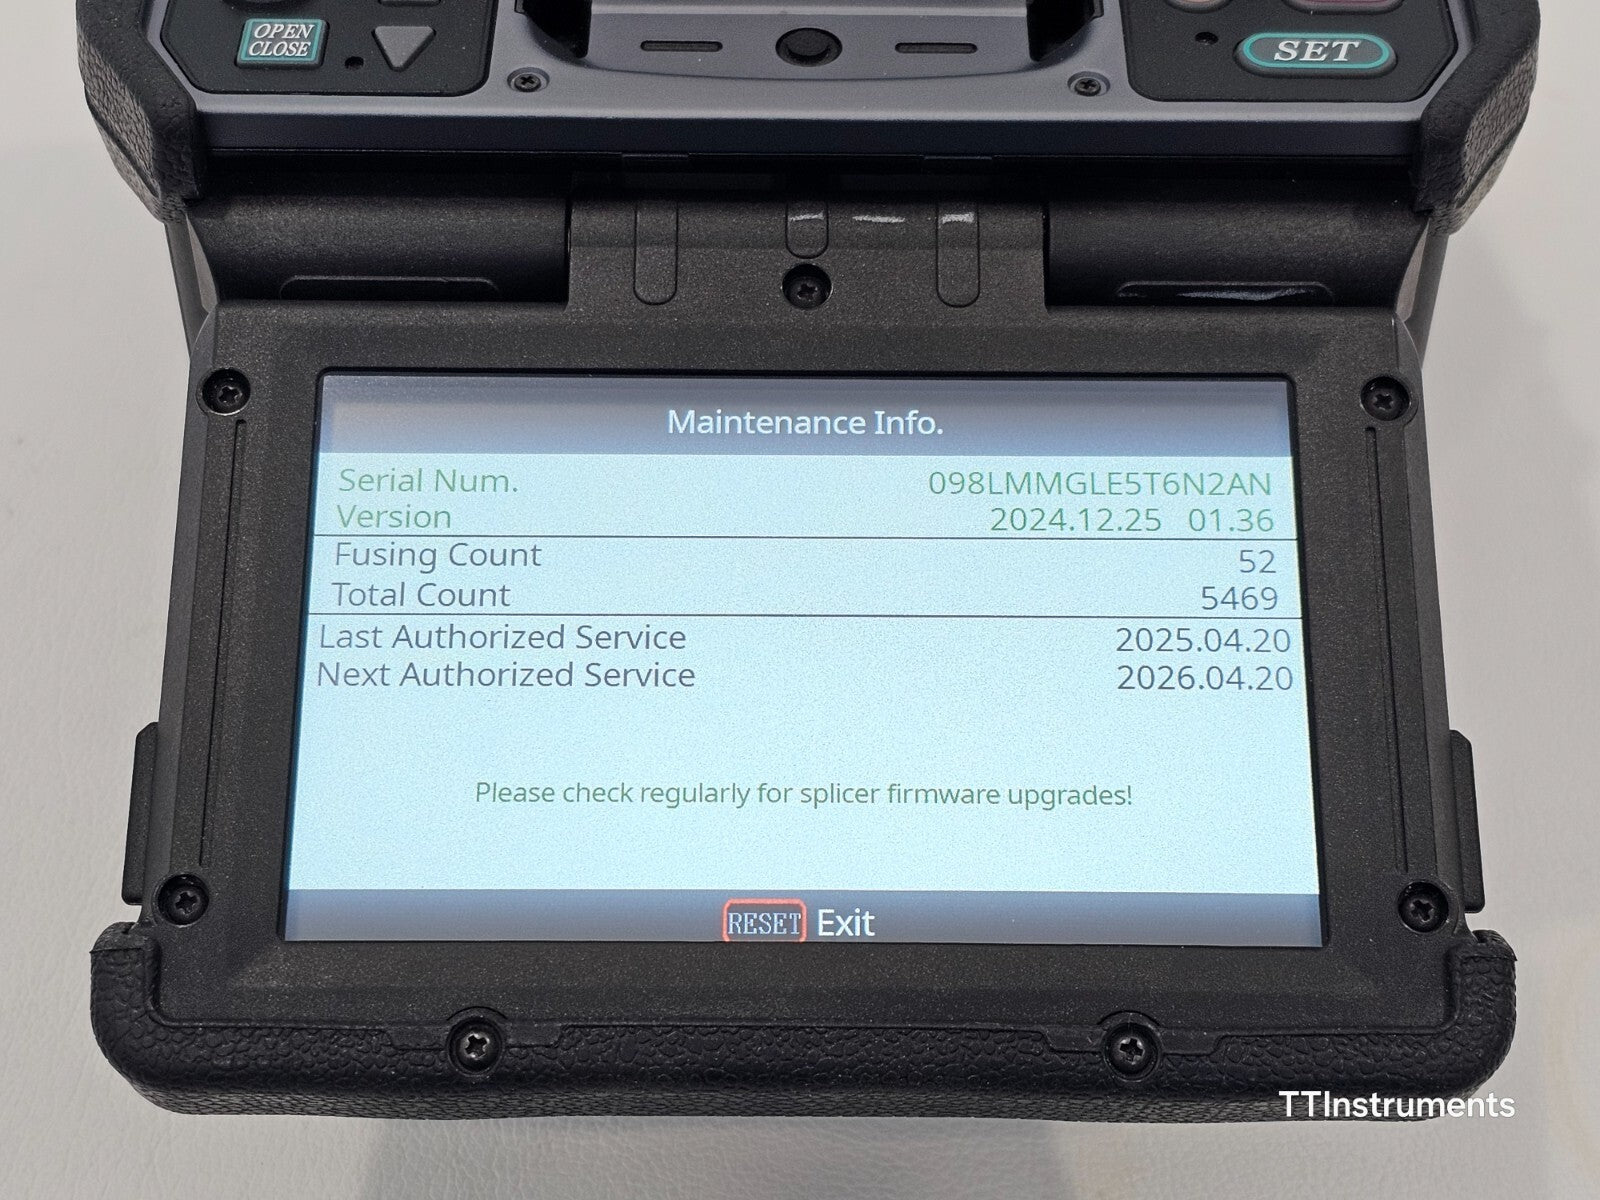 OPEN
CLOSE
SET
Maintenance Info.
Serial Num. 098LMMGLE5T6N2AN
Version 2024.12.25 01.36
Fusing Count 52
Total Count 5469
Last Authorized Service 2025.04.20
Next Authorized Service 2026.04.20
Please check regularly for splicer firmware upgrades!
RESET Exit
TTInstruments